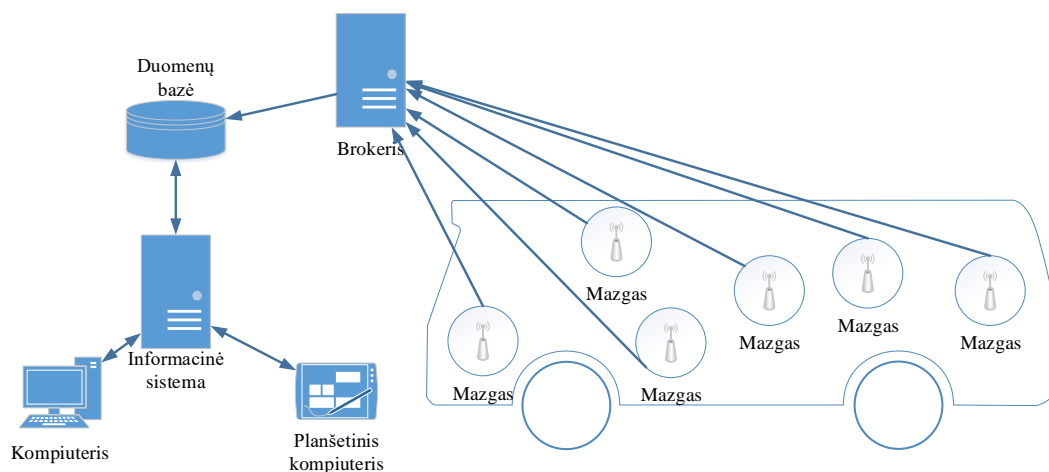 Duomenų
bazė
Brokeris
Mazgas
Mazgas
Mazgas
Mazgas
Mazgas
Mazgas
Informacinė
sistema
Kompiuteris
Planšetinis
kompiuteris